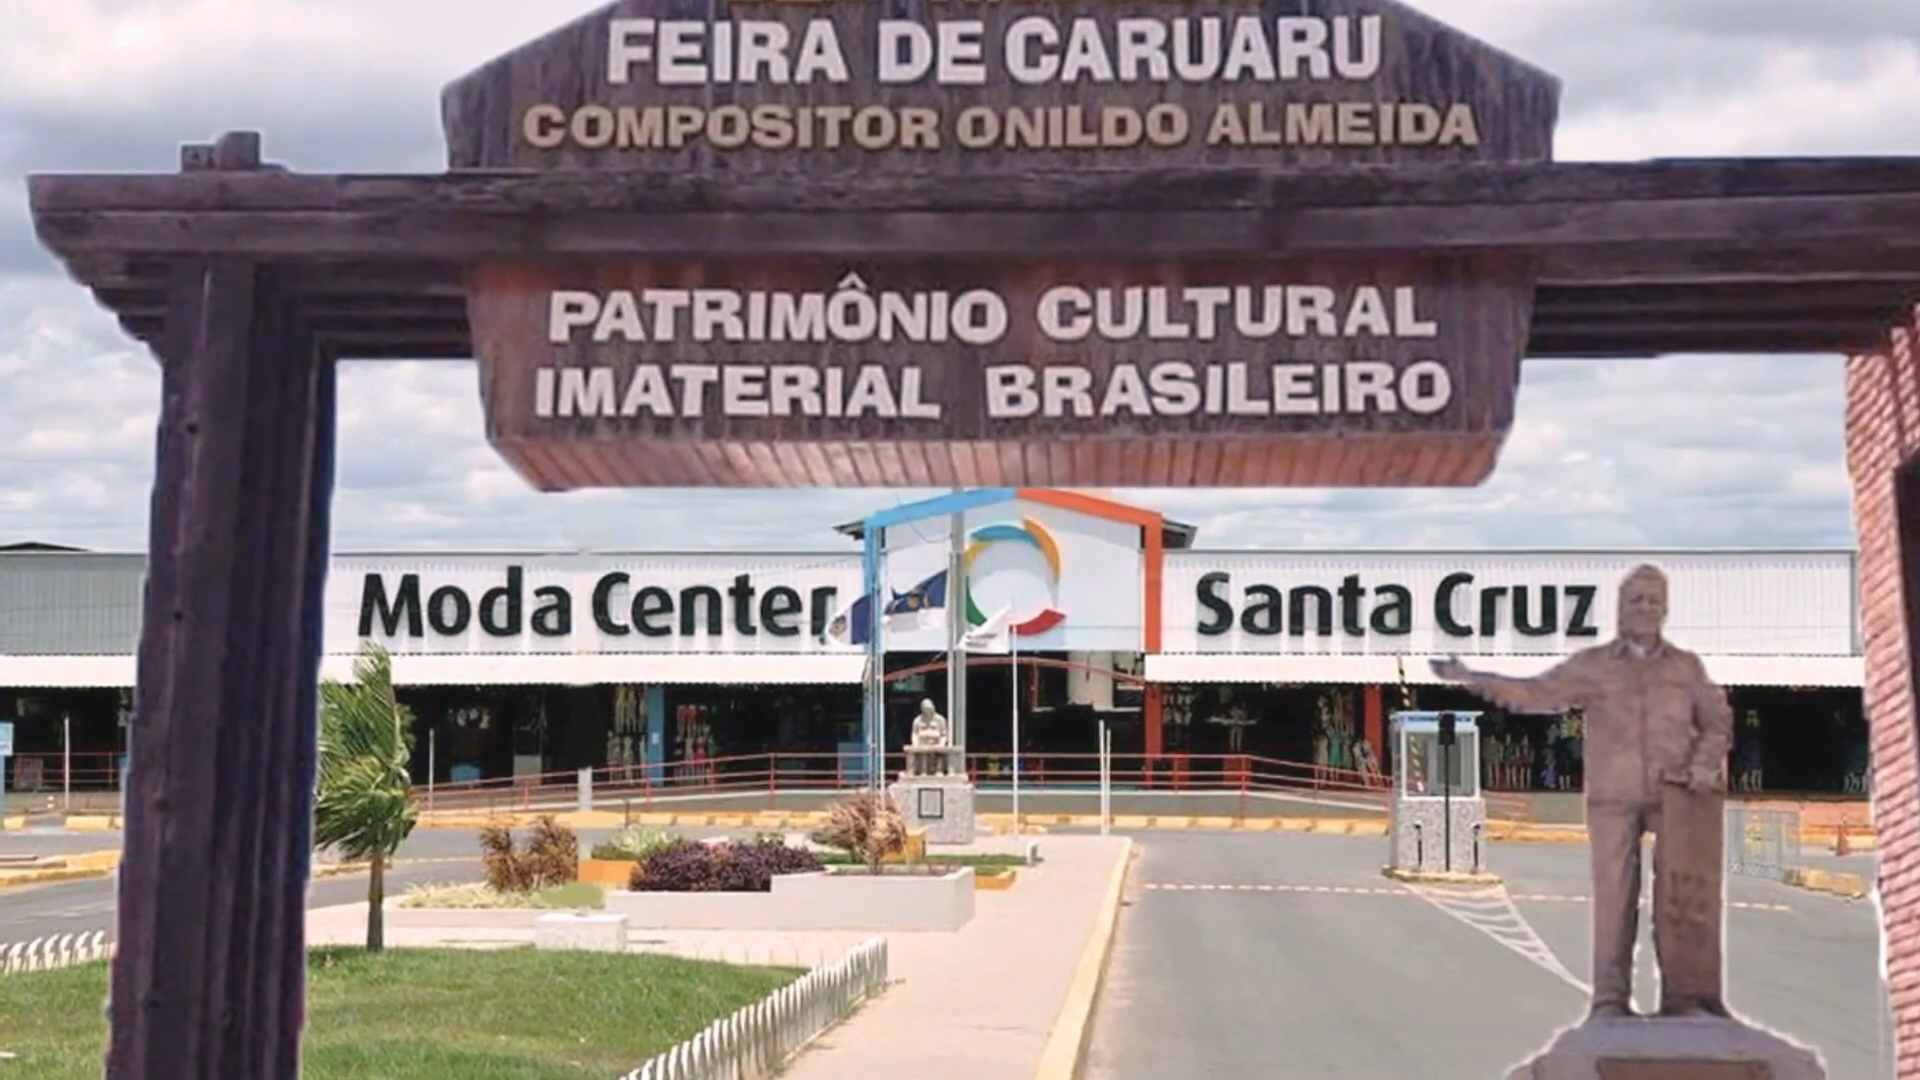 FEIRA DE CARUARU
COMPOSITOR ONILDO ALMEIDA
PATRIMÔNIO CULTURAL
IMATERIAL BRASILEIRO
Moda Center Santa Cruz